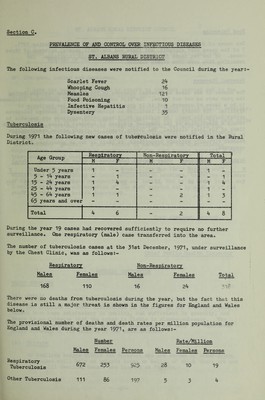 Section C.
PREVALENCE OF AND CONTROL OVER INFECTIOUS DISEASES
ST. ALBANS RURAL DISTRICT
The following infectious diseases were notified to the Council during the year:-
Scarlet Fever 24
Whooping Cough 16
Measles 121
Food Poisoning 10
Infective Hepatitis 1
Dysentery 35
Tuberculosis
During 1971 the following new cases of tuberculosis were notified in the Rural
District.
Age Group Respiratory Non-Respiratory Total
M F M F M F
Under 5 years 1 - - - 1 -
5 - 14 years - 1 - - - 1
15 - 24 years 1 4 - - 1 4
25 - 44 years 1 - - - 1 -
45 - 64 years 1 1 - 2 1 3
65 years and over - - - - - -
Total 4 6 - 2 4 8
During the year 19 cases had recovered sufficiently to require no further
surveillance. One respiratory (male) case transferred into the area.
The number of tuberculosis cases at the 31st December, 1971, under surveillance
by the Chest Clinic, was as follows:-
Respiratory Non-Respiratory
Males Females Males Females Total
168 110 16 24
There were no deaths from tuberculosis during the year, but the fact that this
disease is still a major threat is shown in the figures for England and Wales
below.
The provisional number of deaths and death rates per million population for
England and Wales during the year 1971, are as follows:-
Number Rate/Million
Males Females Persons Males Females Persons
Respiratory
Tuberculosis 672 253 925 28 10 19
Other Tuberculosis 111 86 197 5 3 4